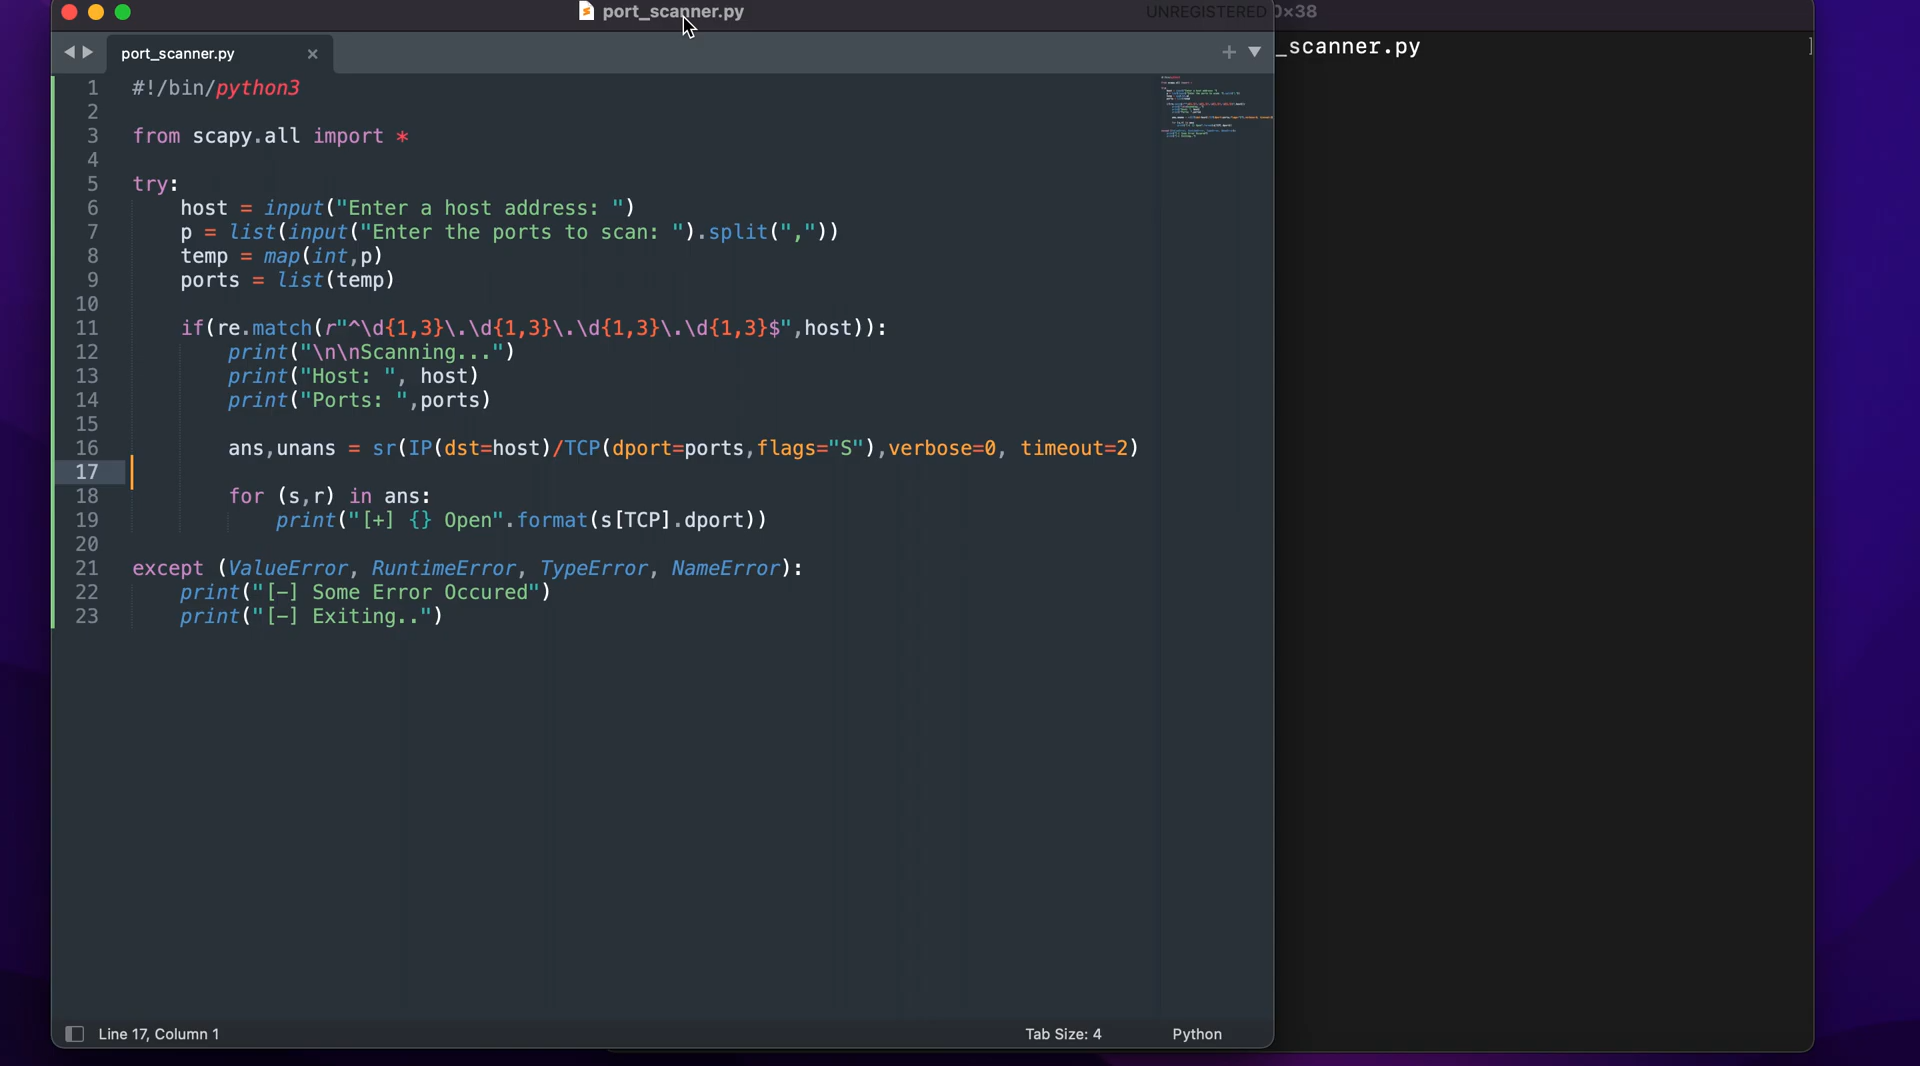 port_scanner.py
UNREGISTERED
0×38
port_scanner.py
_scanner.py
1 #!/bin/python3
2
3 from scapy.all import *
4
5 try:
6     host = input("Enter a host address: ")
7     p = list(input("Enter the ports to scan: ").split(","))
8     temp = map(int,p)
9     ports = list(temp)
10
11     if(re.match(r"^\d{1,3}\.\d{1,3}\.\d{1,3}\.\d{1,3}$",host)):
12         print("\n\nScanning...")
13         print("Host: ", host)
14         print("Ports: ",ports)
15
16         ans,unans = sr(IP(dst=host)/TCP(dport=ports,flags="S"),verbose=0, timeout=2)
17
18         for (s,r) in ans:
19             print("[+] {} Open".format(s[TCP].dport))
20
21 except (ValueError, RuntimeError, TypeError, NameError):
22     print("[-] Some Error Occured")
23     print("[-] Exiting..")
Line 17, Column 1
Tab Size: 4
Python